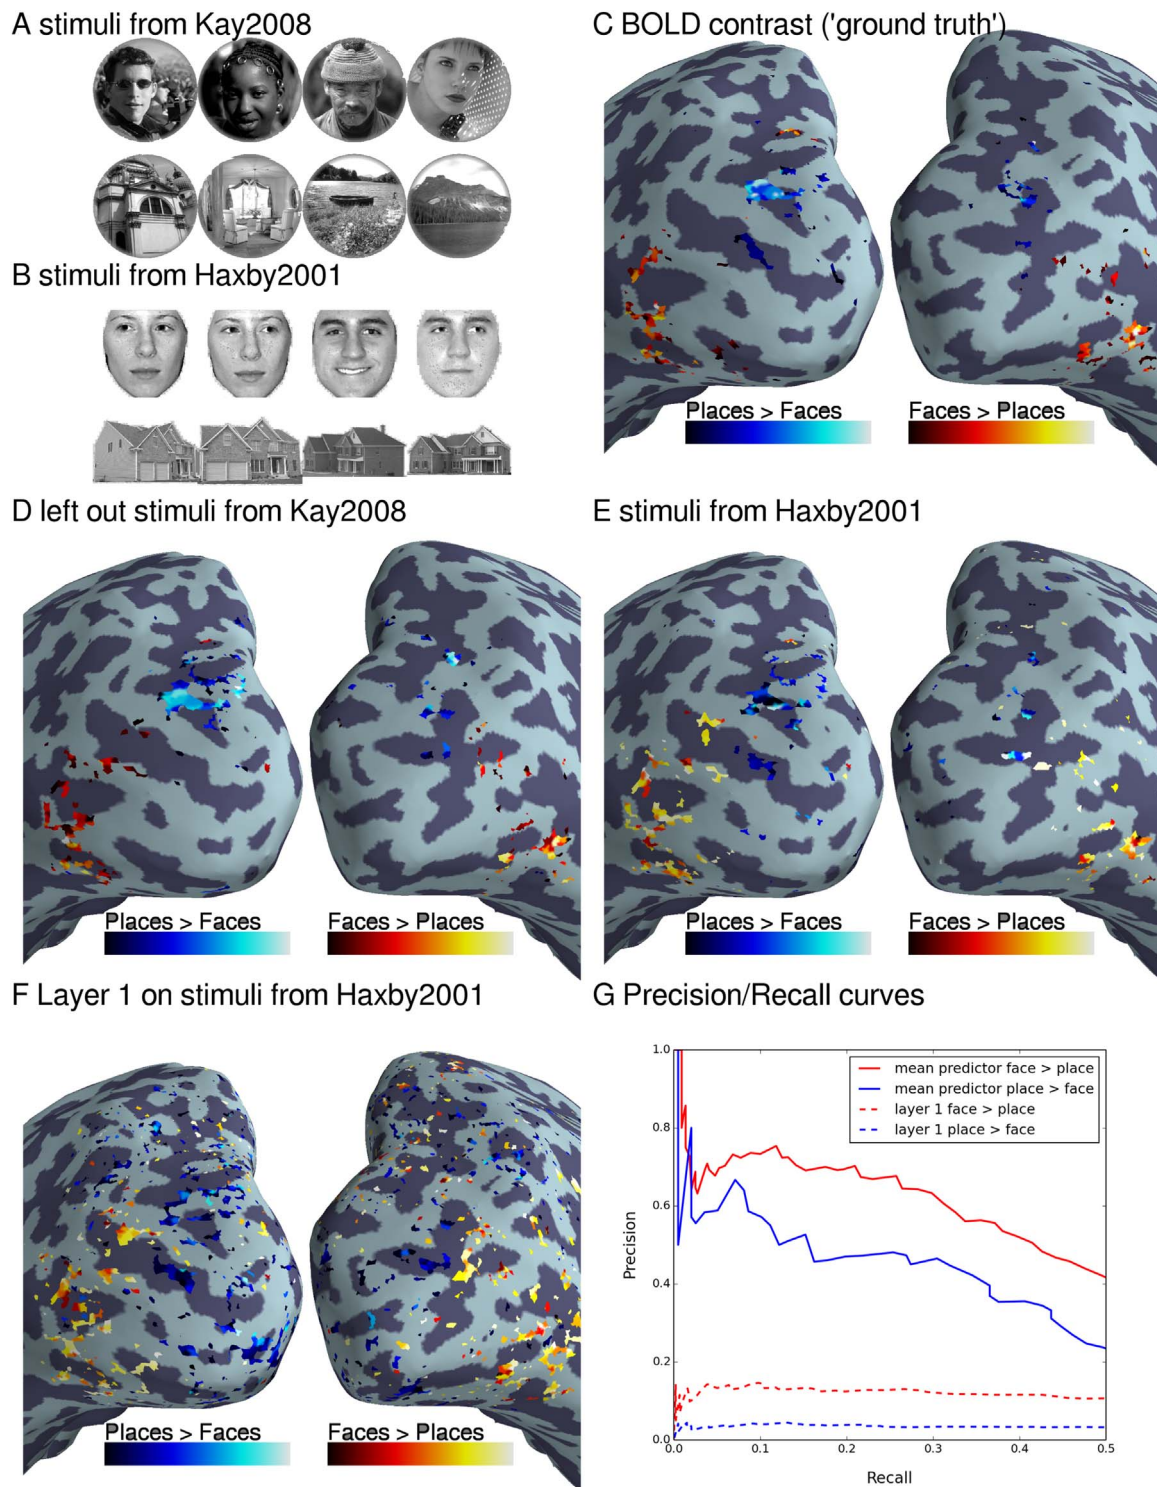 A stimuli from Kay2008
C BOLD contrast ('ground truth')
B stimuli from Haxby2001
Places > Faces
Faces > Places
D left out stimuli from Kay2008
E stimuli from Haxby2001
Places > Faces
Faces > Places
Places > Faces
Faces > Places
F Layer 1 on stimuli from Haxby2001
G Precision/Recall curves
Places > Faces
Faces > Places
1.0
0.8
0.6
0.4
0.2
0.0
Precision
mean predictor face > place
mean predictor place > face
layer 1 face > place
layer 1 place > face
0.0
0.1
0.2
0.3
0.4
0.5
Recall